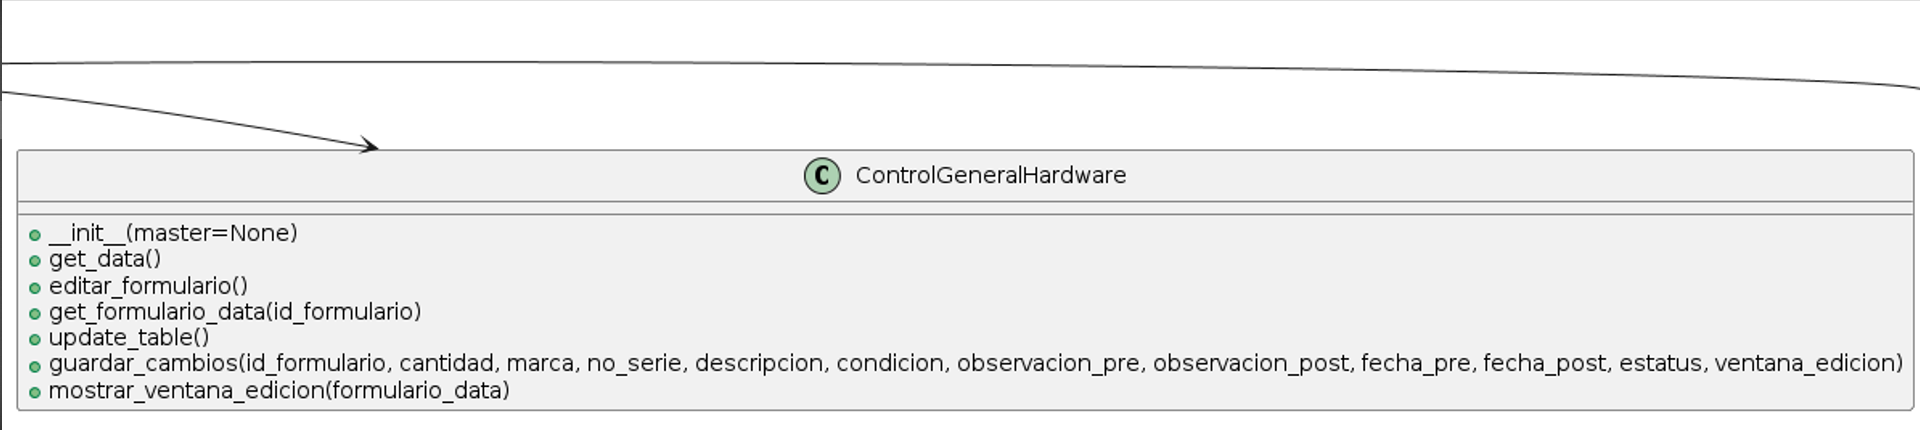 C ControlGeneralHardware
__init__(master=None)
get_data()
editar_formulario()
get_formulario_data(id_formulario)
update_table()
guardar_cambios(id_formulario, cantidad, marca, no_serie, descripcion, condicion, observacion_pre, observacion_post, fecha_pre, fecha_post, estatus, ventana_edicion)
mostrar_ventana_edicion(formulario_data)